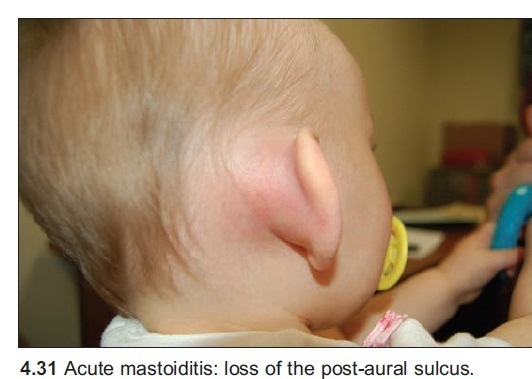 4.31 Acute mastoiditis: loss of the post-aural sulcus.